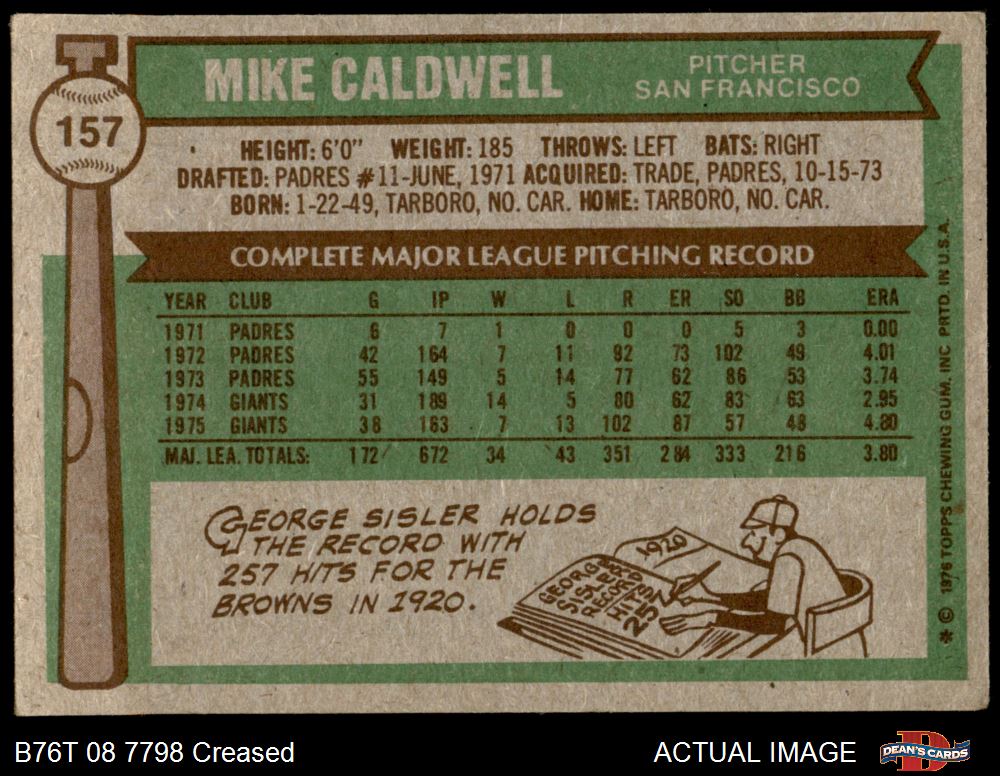 MIKE CALDWELL
PITCHER
SAN FRANCISCO
157
HEIGHT: 6'0" WEIGHT: 185 THROWS: LEFT BATS: RIGHT
DRAFTED: PADRES #11-JUNE, 1971 ACQUIRED: TRADE, PADRES, 10-15-73
BORN: 1-22-49, TARBORO, NO. CAR. HOME: TARBORO, NO. CAR.
COMPLETE MAJOR LEAGUE PITCHING RECORD
YEAR CLUB G IP W L R ER SO BB ERA
1971 PADRES 6 7 1 0 0 0 5 3 0.00
1972 PADRES 42 164 7 11 82 73 102 49 4.01
1973 PADRES 55 149 5 14 77 62 86 53 3.74
1974 GIANTS 31 189 14 5 80 62 83 63 2.95
1975 GIANTS 38 163 7 13 102 87 57 48 4.80
MAJ. LEA. TOTALS: 172 672 34 43 351 284 333 216 3.80
GEORGE SISLER HOLDS
THE RECORD WITH
257 HITS FOR THE
BROWNS IN 1920.
1920
GEORGE
SISLER
RECORD
HITS
257
* © 1976 TOPPS CHEWING GUM, INC PRTD. IN U.S.A.
B76T 08 7798 Creased
ACTUAL IMAGE
DEAN'S CARDS